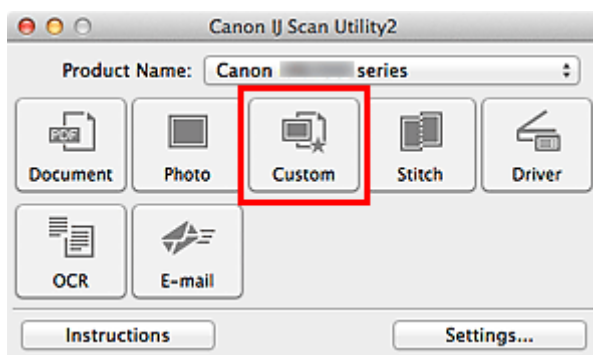 Canon IJ Scan Utility2
Product Name: Canon series
PDF
Document Photo Custom Stitch Driver
OCR E-mail
Instructions Settings...